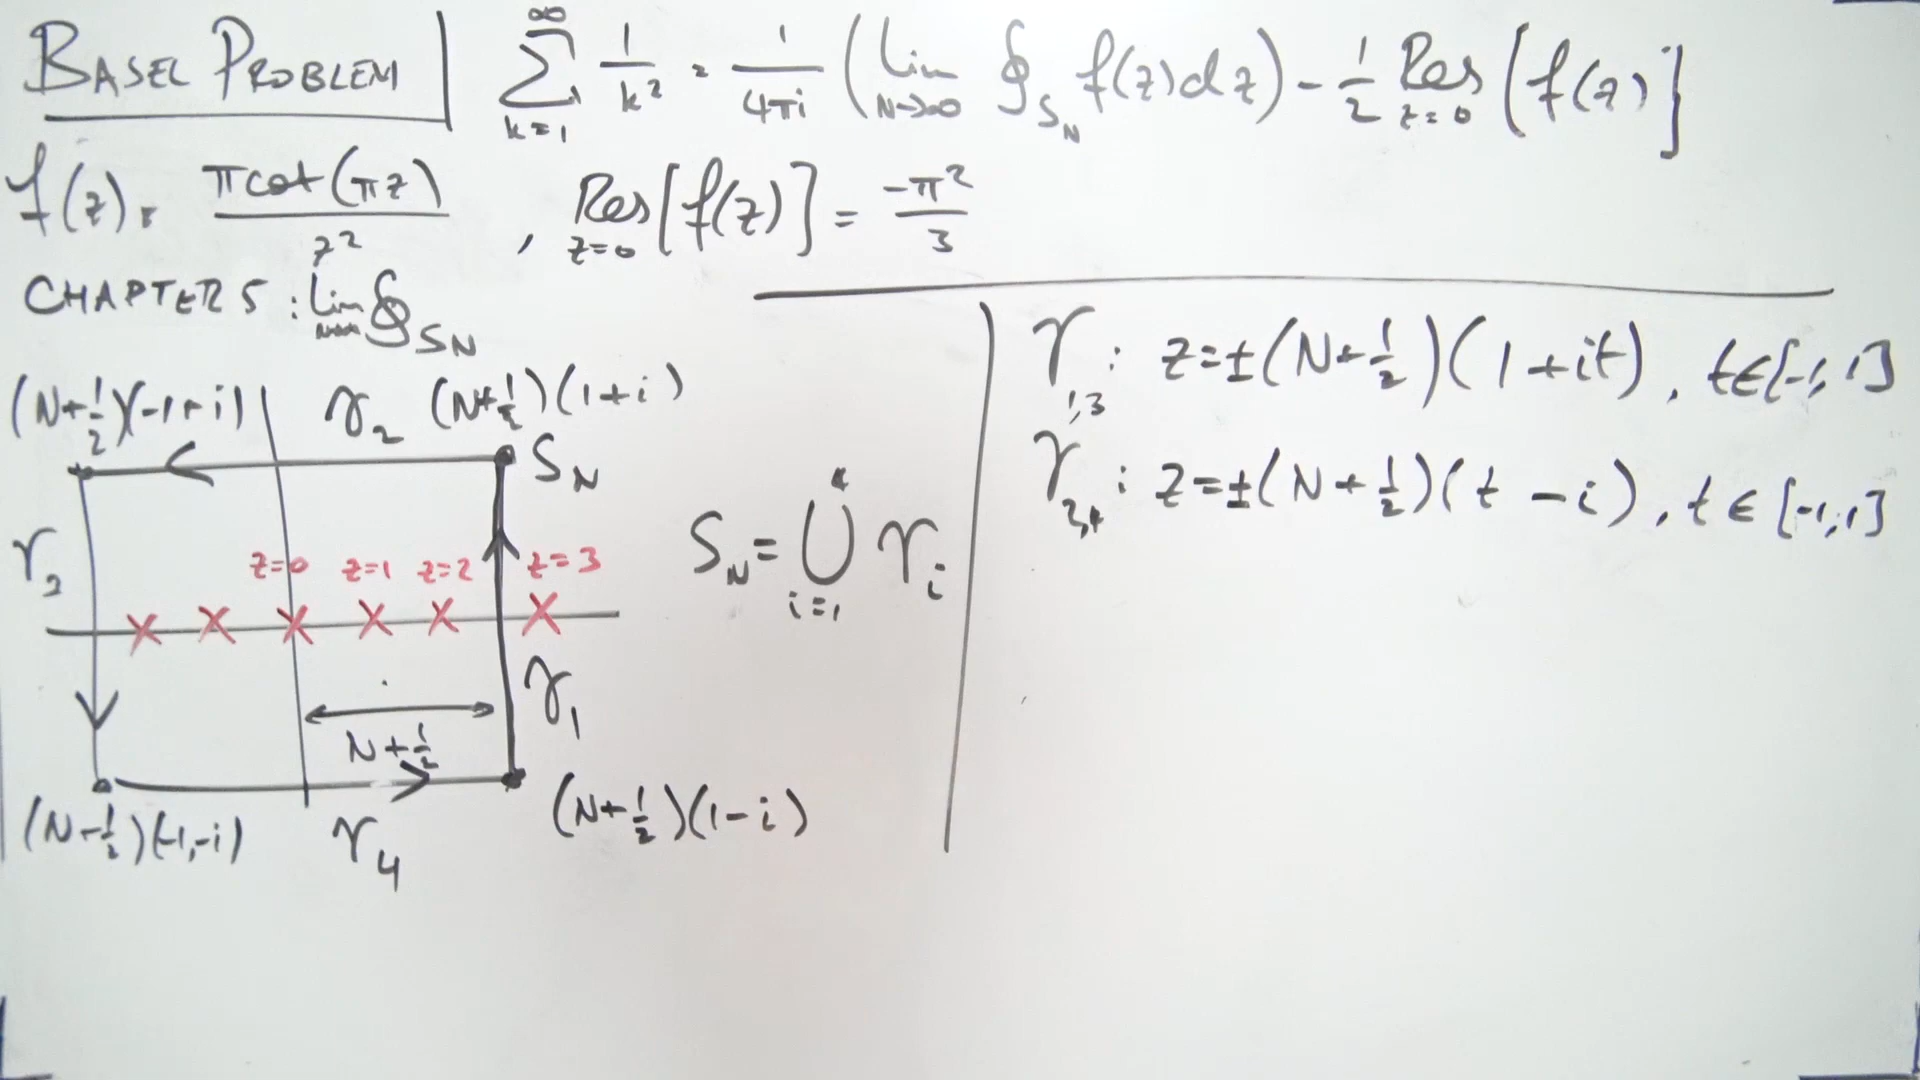 BASEL PROBLEM
∑_{k=1}^{∞} 1/k² = 1/(4πi) (lim_{N→∞} ∮_{S_N} f(z)dz) - 1/2 Res_{z=0} [f(z)]
f(z) = πcot(πz)/z² , Res_{z=0} [f(z)] = -π²/3
CHAPTER 5 : lim_{N→∞} ∮_{S_N}
(N+1/2)(-1+i) γ₂ (N+1/2)(1+i)
S_N
γ₃
z=0 z=1 z=2 z=3
γ₁
N+1/2
(N+1/2)(-1-i) γ₄ (N+1/2)(1-i)
S_N = ⋃_{i=1}^{4} γ_i
γ_{1,3} : z=±(N+1/2)(1+it), t∈[-1,1]
γ_{2,4} : z=±(N+1/2)(t-i), t∈[-1,1]